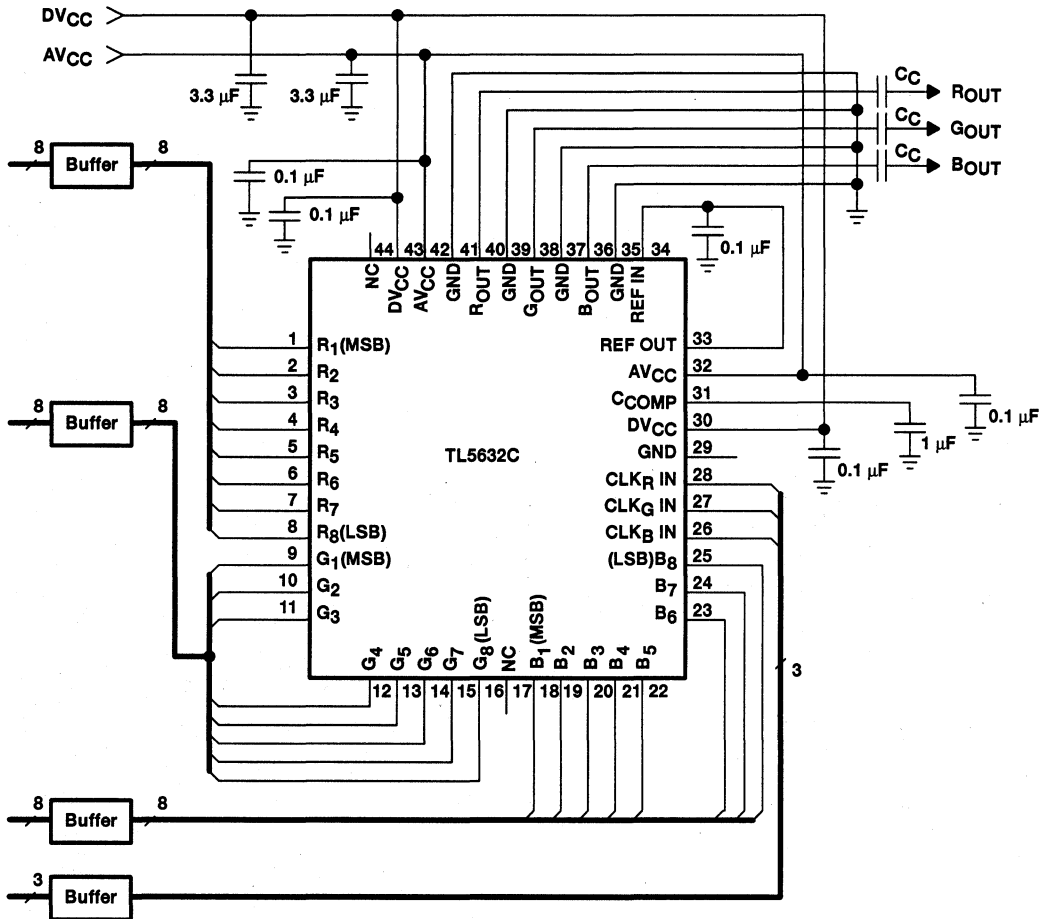 DVCC
AVCC
3.3 μF
3.3 μF
CC
ROUT
CC
GOUT
CC
BOUT
8
Buffer
8
0.1 μF
0.1 μF
0.1 μF
44 43 42 41 40 39 38 37 36 35 34
NC
DVCC
AVCC
GND
ROUT
GND
GOUT
GND
BOUT
GND
REF IN
1 R1(MSB)
2 R2
3 R3
4 R4
5 R5
6 R6
7 R7
8 R8(LSB)
9 G1(MSB)
10 G2
11 G3
8
Buffer
8
TL5632C
REF OUT 33
AVCC 32
CCOMP 31
DVCC 30
GND 29
CLKR IN 28
CLKG IN 27
CLKB IN 26
(LSB)B8 25
B7 24
B6 23
0.1 μF
1 μF
0.1 μF
G4
G5
G6
G7
G8(LSB)
NC
B1(MSB)
B2
B3
B4
B5
12 13 14 15 16 17 18 19 20 21 22
3
8
Buffer
8
3
Buffer